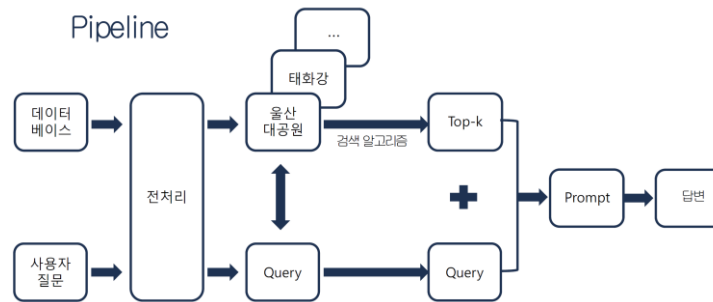 Pipeline
...
태화강
데이터
베이스
울산
대공원
검색 알고리즘
Top-k
전처리
Prompt
답변
사용자
질문
Query
Query